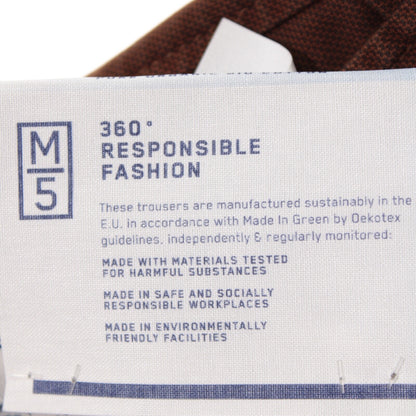 M
5
360°
RESPONSIBLE
FASHION
These trousers are manufactured sustainably in the
E.U. in accordance with Made In Green by Oekotex
guidelines, independently & regularly monitored:
MADE WITH MATERIALS TESTED
FOR HARMFUL SUBSTANCES
MADE IN SAFE AND SOCIALLY
RESPONSIBLE WORKPLACES
MADE IN ENVIRONMENTALLY
FRIENDLY FACILITIES